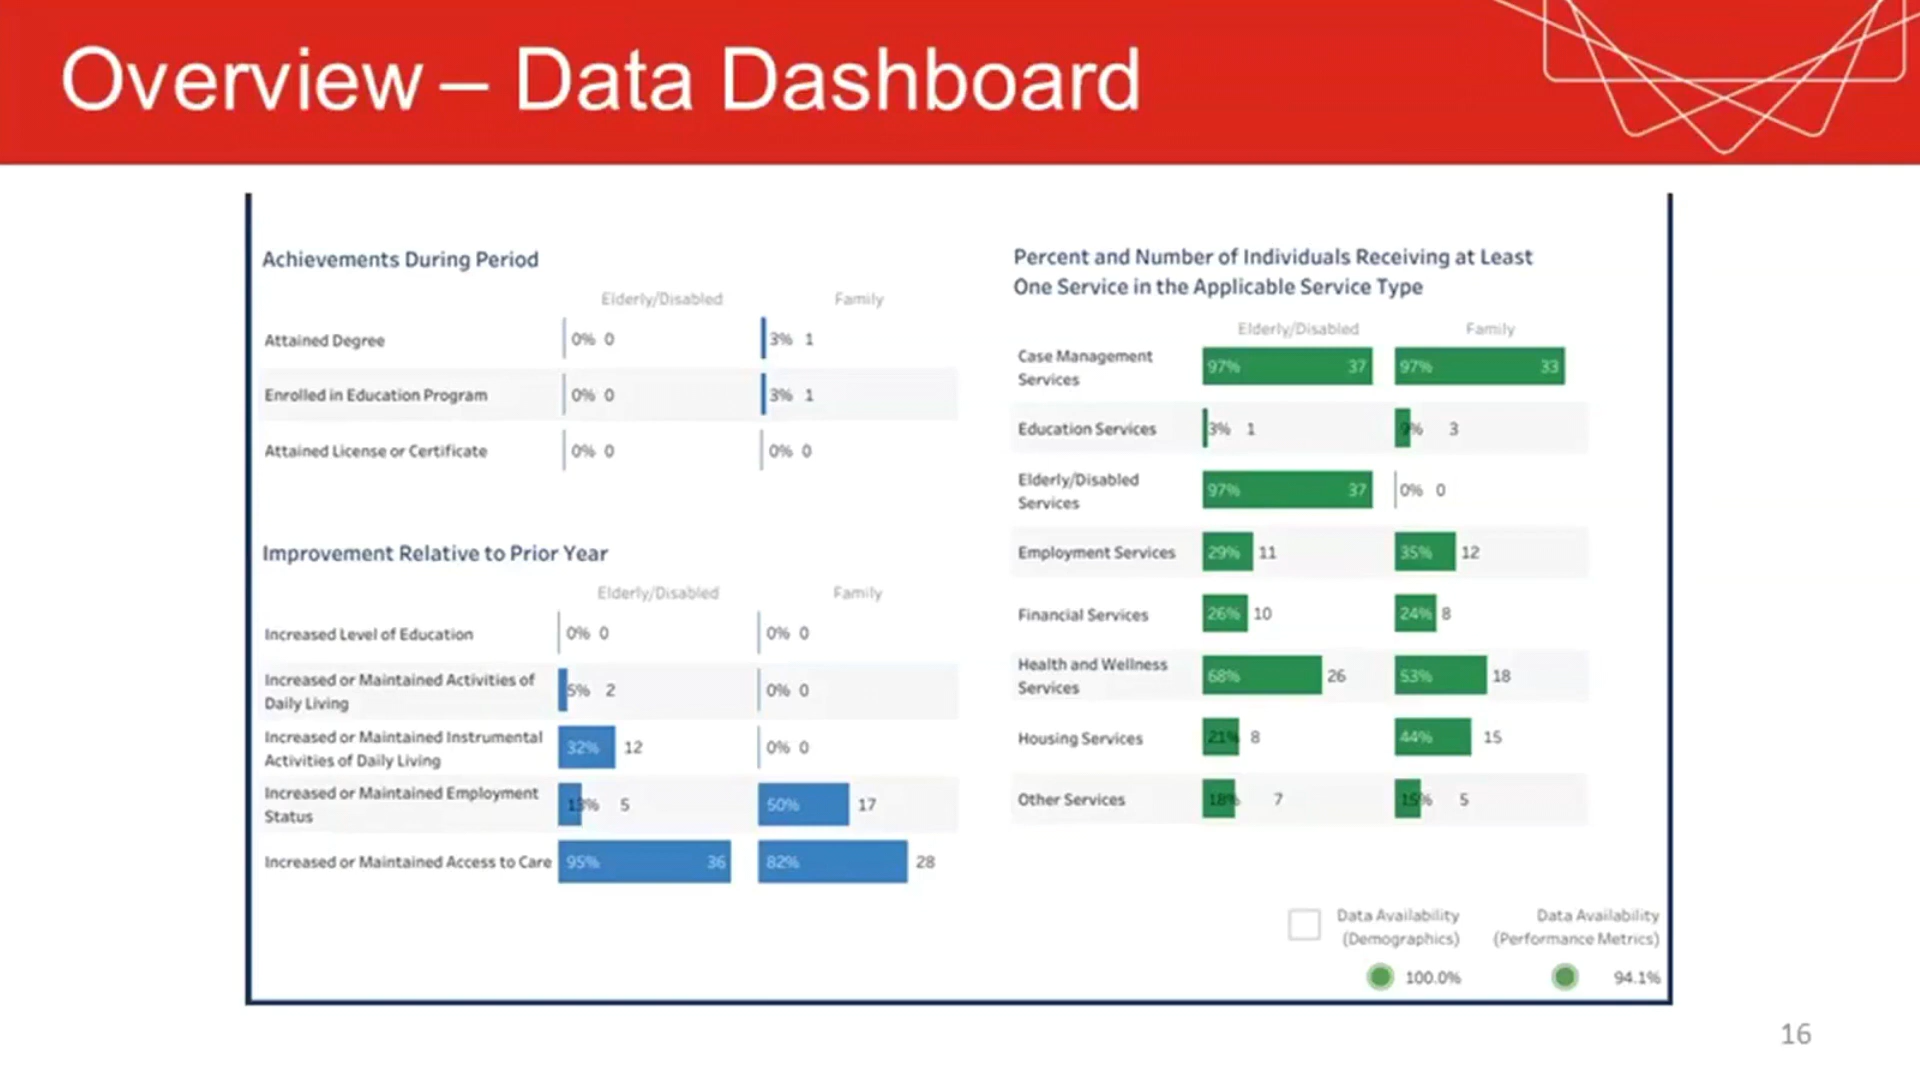 Overview – Data Dashboard
Achievements During Period
Elderly/Disabled Family
Attained Degree 0% 0 3% 1
Enrolled in Education Program 0% 0 3% 1
Attained License or Certificate 0% 0 0% 0
Improvement Relative to Prior Year
Elderly/Disabled Family
Increased Level of Education 0% 0 0% 0
Increased or Maintained Activities of
Daily Living 5% 2 0% 0
Increased or Maintained Instrumental
Activities of Daily Living 32% 12 0% 0
Increased or Maintained Employment
Status 13% 5 50% 17
Increased or Maintained Access to Care 95% 36 82% 28
Percent and Number of Individuals Receiving at Least
One Service in the Applicable Service Type
Elderly/Disabled Family
Case Management
Services 97% 37 97% 33
Education Services 3% 1 9% 3
Elderly/Disabled
Services 97% 37 0% 0
Employment Services 29% 11 35% 12
Financial Services 26% 10 24% 8
Health and Wellness
Services 68% 26 53% 18
Housing Services 21% 8 44% 15
Other Services 18% 7 15% 5
Data Availability
(Demographics)
100.0%
Data Availability
(Performance Metrics)
94.1%
16